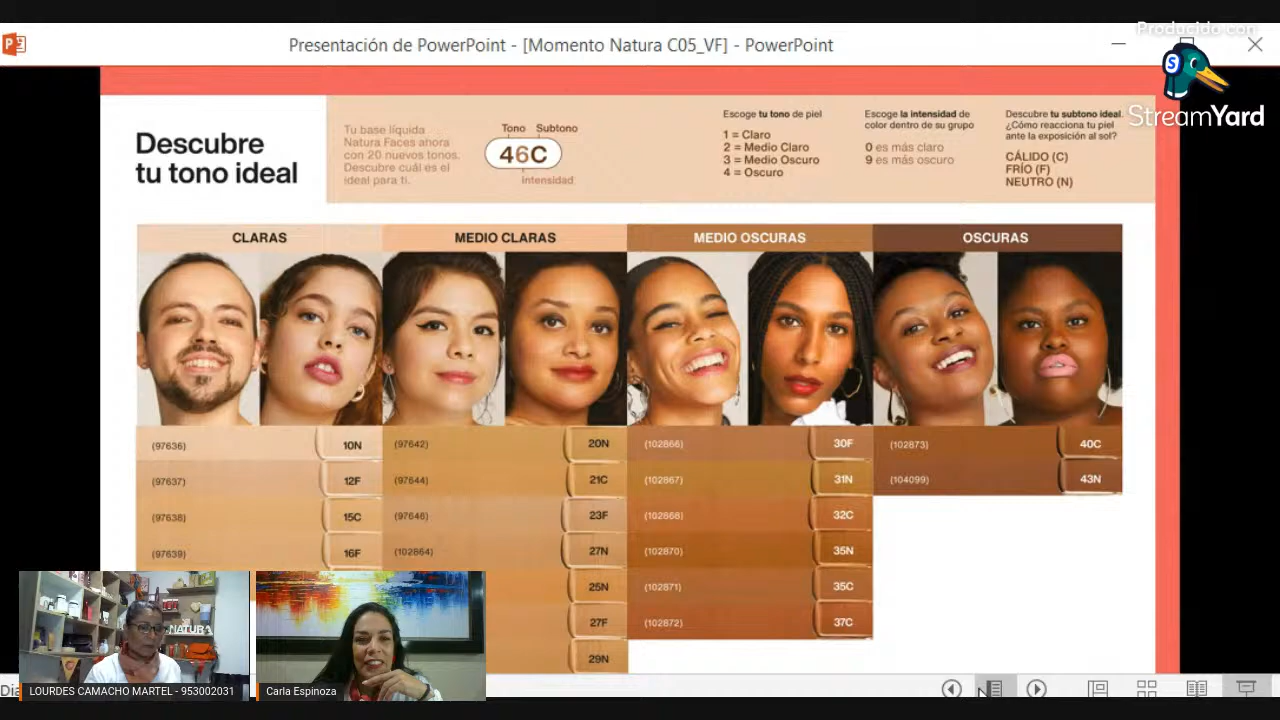 Producido con
Presentación de PowerPoint - [Momento Natura C05_VF] - PowerPoint
StreamYard
Descubre
tu tono ideal
Tu base líquida
Natura Faces ahora
con 20 nuevos tonos.
Descubre cuál es el
ideal para ti.
Tono Subtono
46C
intensidad
Escoge tu tono de piel
1 = Claro
2 = Medio Claro
3 = Medio Oscuro
4 = Oscuro
Escoge la intensidad de
color dentro de su grupo
0 es más claro
9 es más oscuro
Descubre tu subtono ideal.
¿Cómo reacciona tu piel
ante la exposición al sol?
CÁLIDO (C)
FRÍO (F)
NEUTRO (N)
CLARAS
MEDIO CLARAS
MEDIO OSCURAS
OSCURAS
(97636) 10N
(97637) 12F
(97638) 15C
(97639) 16F
(97642) 20N
(97644) 21C
(97646) 23F
(102864) 27N
25N
27F
29N
(102866) 30F
(102867) 31N
(102868) 32C
(102870) 35N
(102871) 35C
(102872) 37C
(102873) 40C
(104099) 43N
NATURA
LOURDES CAMACHO MARTEL - 953002031
Carla Espinoza